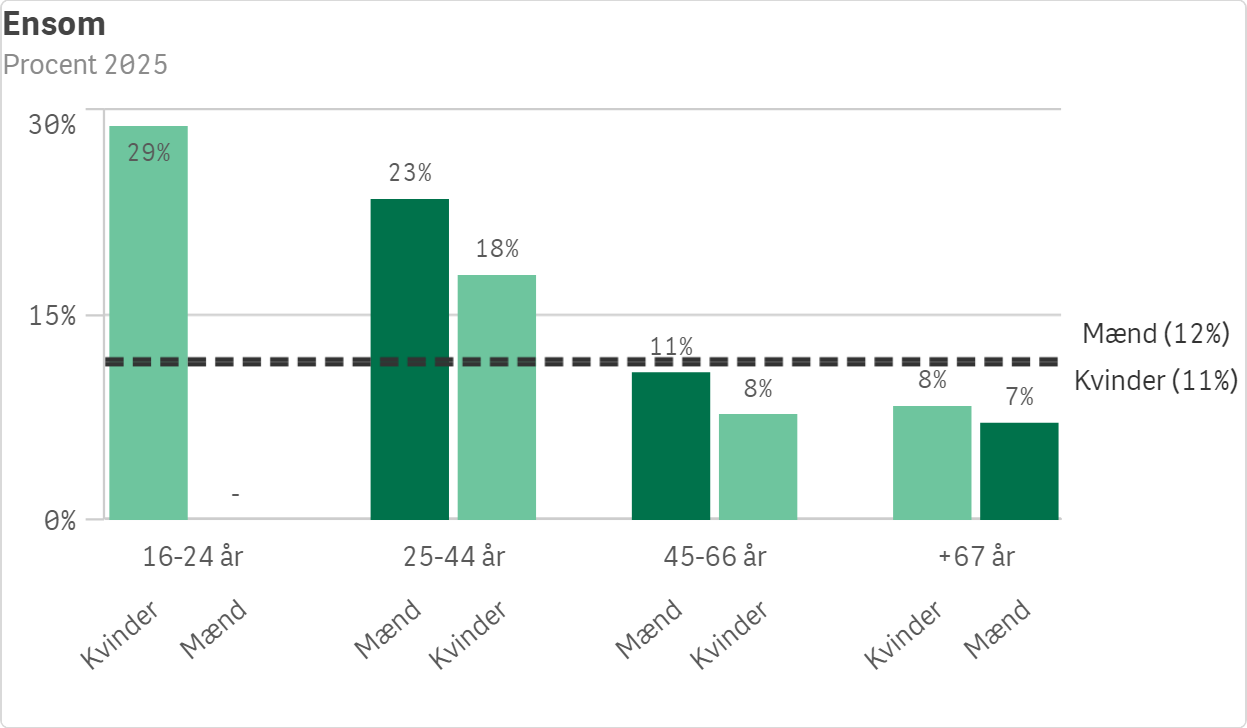 Ensom
Procent 2025
30%
15%
0%
29%
-
23%
18%
11%
8%
8%
7%
Mænd (12%)
Kvinder (11%)
16-24 år
25-44 år
45-66 år
+67 år
Kvinder
Mænd
Mænd
Kvinder
Mænd
Kvinder
Kvinder
Mænd